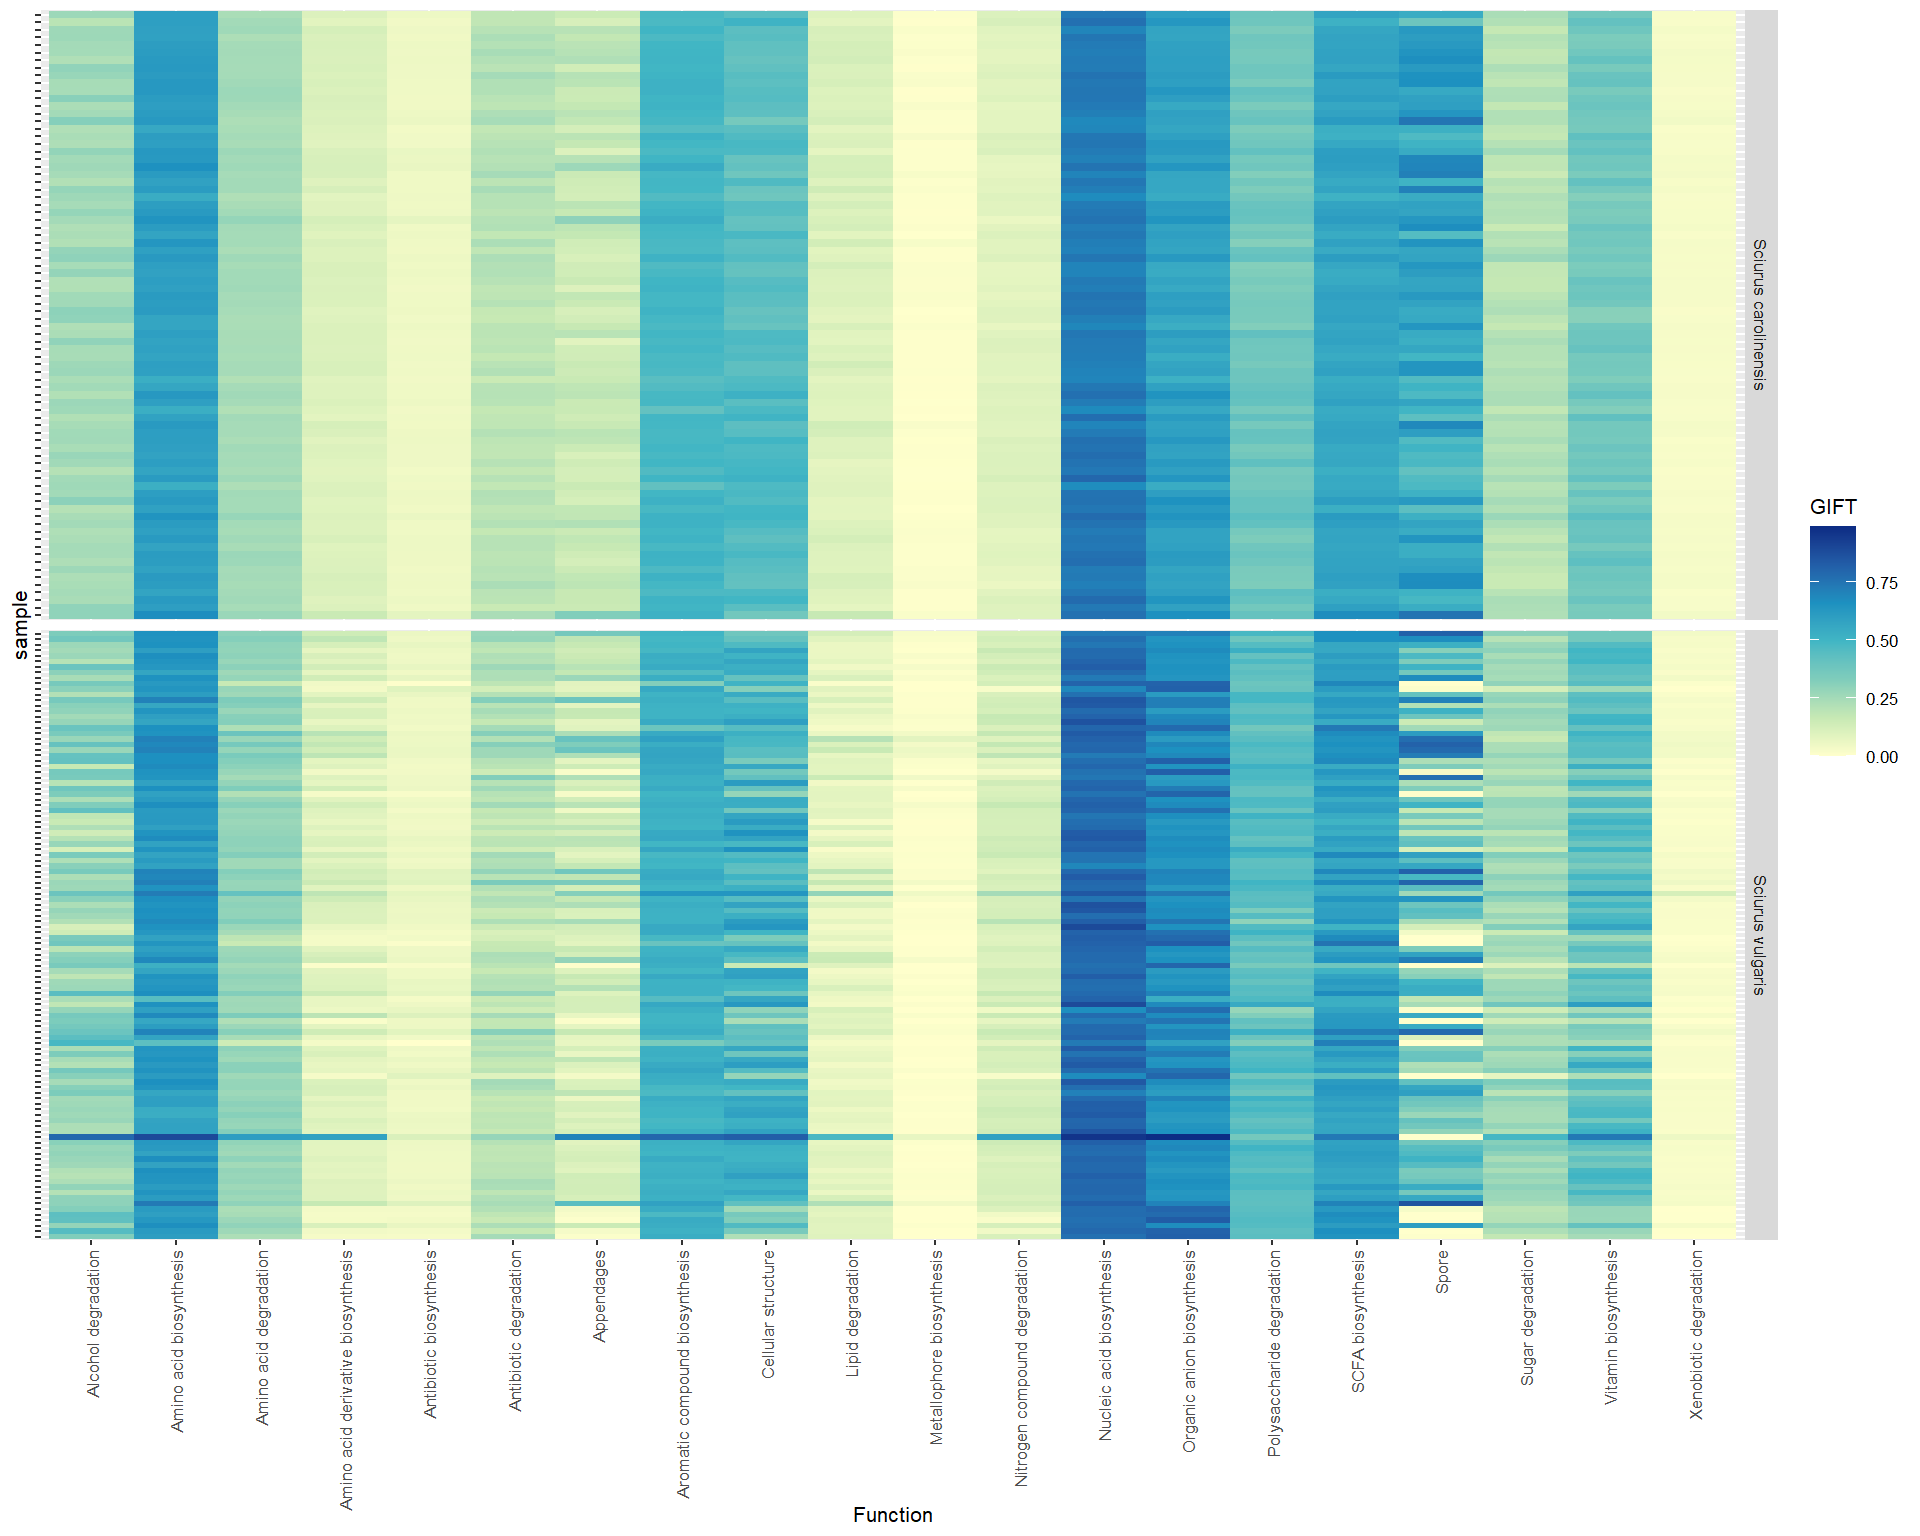 Sciurus carolinensis
Sciurus vulgaris
sample
GIFT
0.75
0.50
0.25
0.00
Alcohol degradation
Amino acid biosynthesis
Amino acid degradation
Amino acid derivative biosynthesis
Antibiotic biosynthesis
Antibiotic degradation
Appendages
Aromatic compound biosynthesis
Cellular structure
Lipid degradation
Metallophore biosynthesis
Nitrogen compound degradation
Nucleic acid biosynthesis
Organic anion biosynthesis
Polysaccharide degradation
SCFA biosynthesis
Spore
Sugar degradation
Vitamin biosynthesis
Xenobiotic degradation
Function